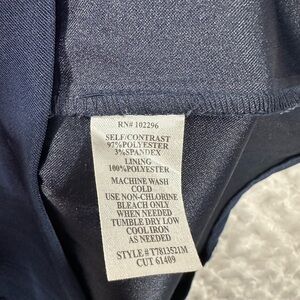 RN# 102296
SELF/CONTRAST
97%POLYESTER
3%SPANDEX
LINING
100%POLYESTER
MACHINE WASH
COLD
USE NON-CHLORINE
BLEACH ONLY
WHEN NEEDED
TUMBLE DRY LOW
COOL IRON
AS NEEDED
STYLE #T7813521M
CUT 61409